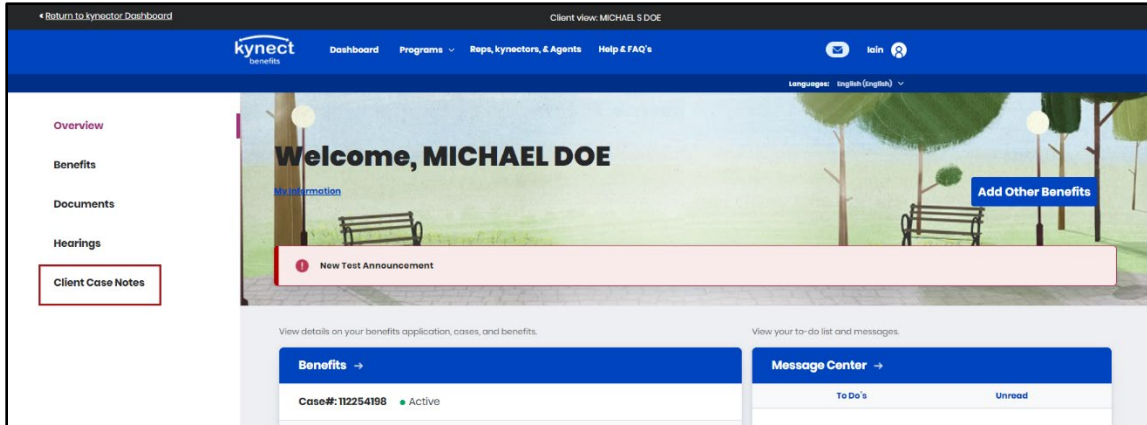 Return to kynector Dashboard
Client view: MICHAEL S DOE
kynect
benefits
Dashboard Programs Reps, kynectors, & Agents Help & FAQ's Iain
Languages: English (English)
Overview
Benefits
Documents
Hearings
Client Case Notes
Welcome, MICHAEL DOE
My Information
Add Other Benefits
New Test Announcement
View details on your benefits application, cases, and benefits.
Benefits →
Case#: 112254198 Active
View your to-do list and messages.
Message Center →
To Do's Unread